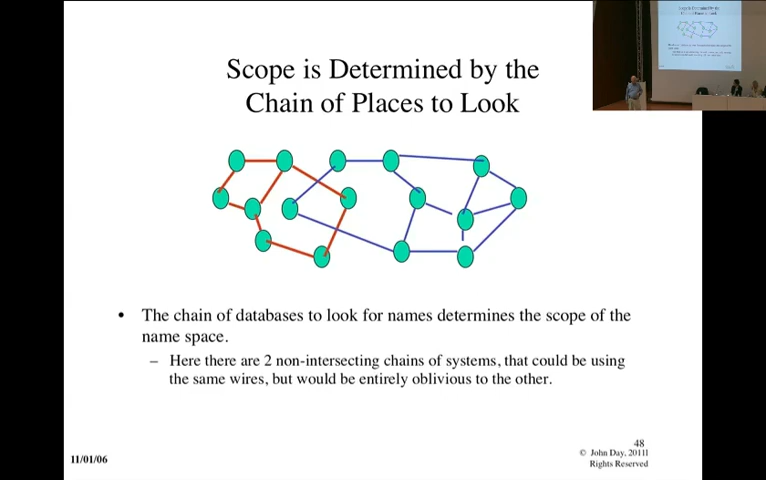 Scope is Determined by the
Chain of Places to Look
• The chain of databases to look for names determines the scope of the
name space.
– Here there are 2 non-intersecting chains of systems, that could be using
the same wires, but would be entirely oblivious to the other.
48
© John Day, 20111
Rights Reserved
11/01/06